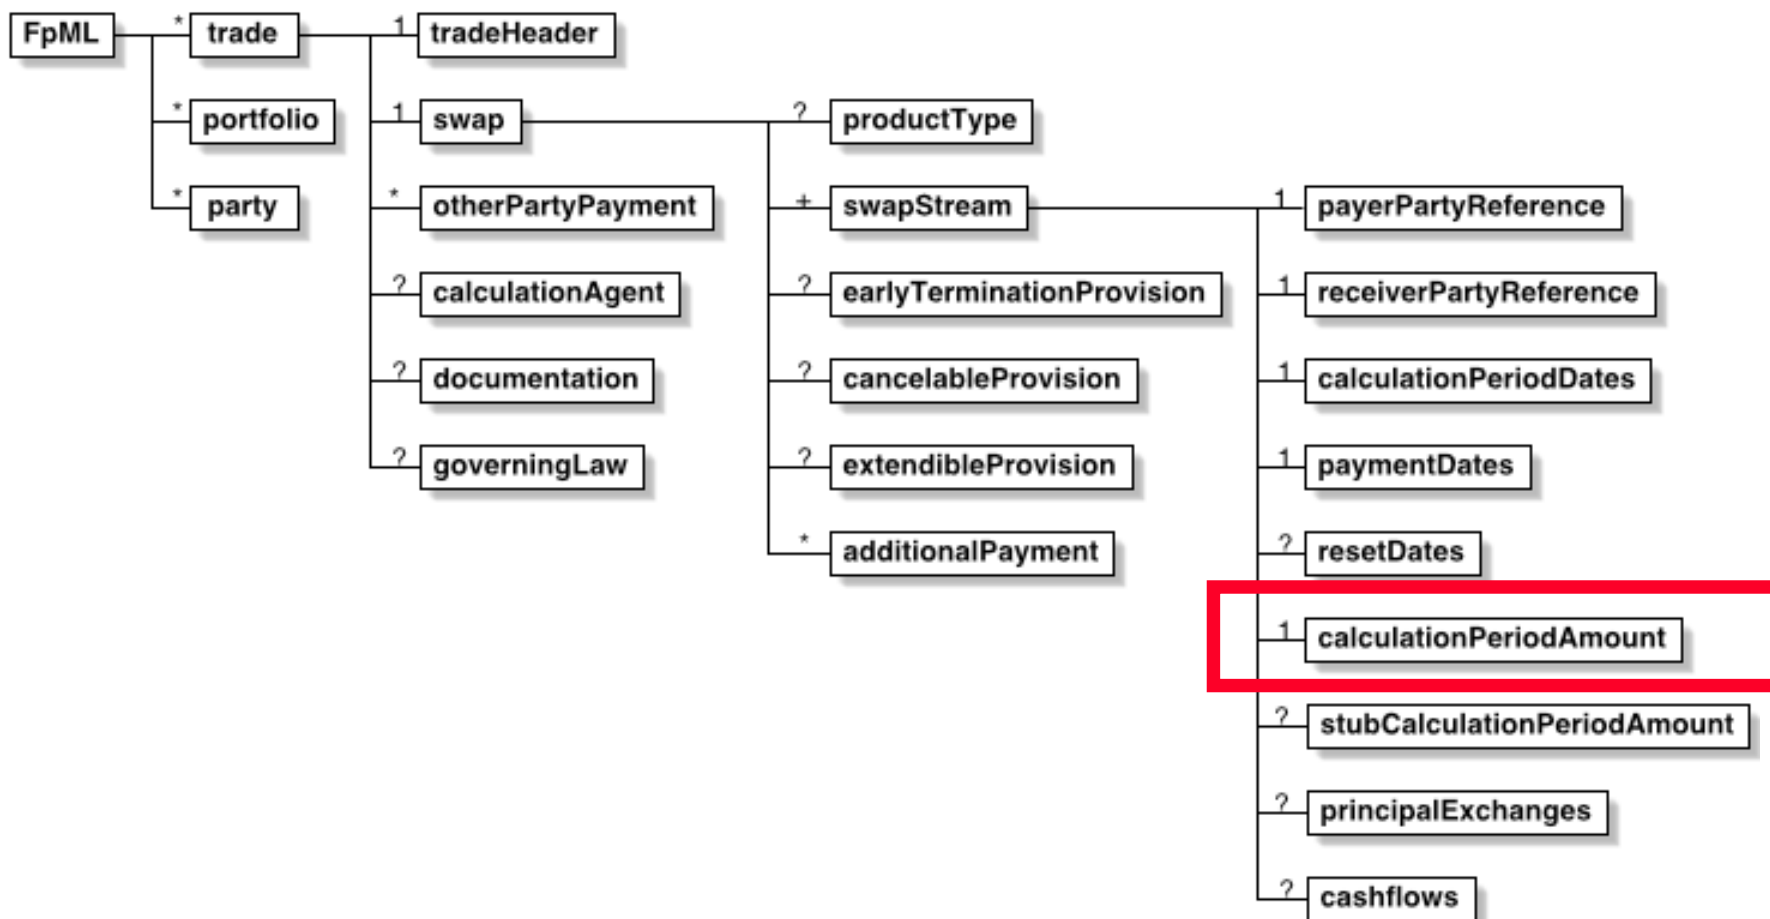 FpML * trade 1 tradeHeader
* portfolio 1 swap ? productType
* party * otherPartyPayment + swapStream 1 payerPartyReference
? calculationAgent ? earlyTerminationProvision 1 receiverPartyReference
? documentation ? cancelableProvision 1 calculationPeriodDates
? governingLaw ? extendibleProvision 1 paymentDates
* additionalPayment ? resetDates
1 calculationPeriodAmount
? stubCalculationPeriodAmount
? principalExchanges
? cashflows